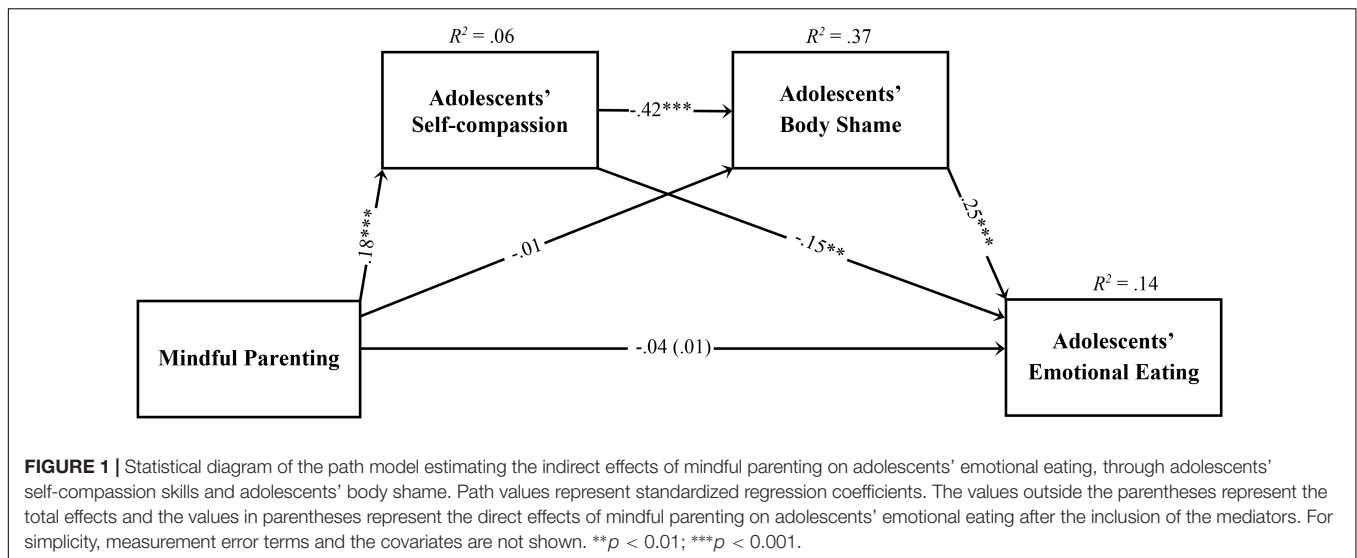 R² = .06
R² = .37
Adolescents’
Self-compassion
-.42***
Adolescents’
Body Shame
.18***
-.01
-.15**
.25***
R² = .14
Mindful Parenting
-.04 (.01)
Adolescents’
Emotional Eating
FIGURE 1 | Statistical diagram of the path model estimating the indirect effects of mindful parenting on adolescents’ emotional eating, through adolescents’
self-compassion skills and adolescents’ body shame. Path values represent standardized regression coefficients. The values outside the parentheses represent the
total effects and the values in parentheses represent the direct effects of mindful parenting on adolescents’ emotional eating after the inclusion of the mediators. For
simplicity, measurement error terms and the covariates are not shown. **p < 0.01; ***p < 0.001.